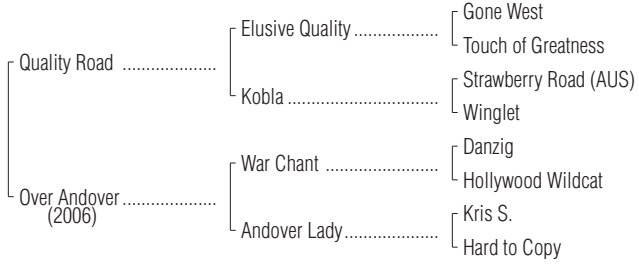 Gone West
Elusive Quality ..................
Touch of Greatness
Quality Road ....................
Strawberry Road (AUS)
Kobla ................................
Winglet
Danzig
War Chant ........................
Hollywood Wildcat
Over Andover ....................
(2006)
Kris S.
Andover Lady ....................
Hard to Copy